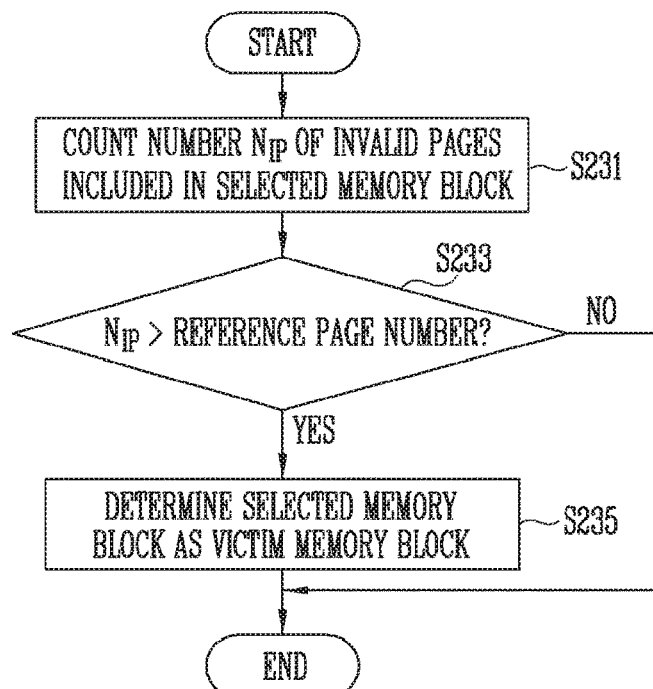 START
COUNT NUMBER N_IP OF INVALID PAGES
INCLUDED IN SELECTED MEMORY BLOCK
S231
S233
N_IP > REFERENCE PAGE NUMBER?
NO
YES
DETERMINE SELECTED MEMORY
BLOCK AS VICTIM MEMORY BLOCK
S235
END